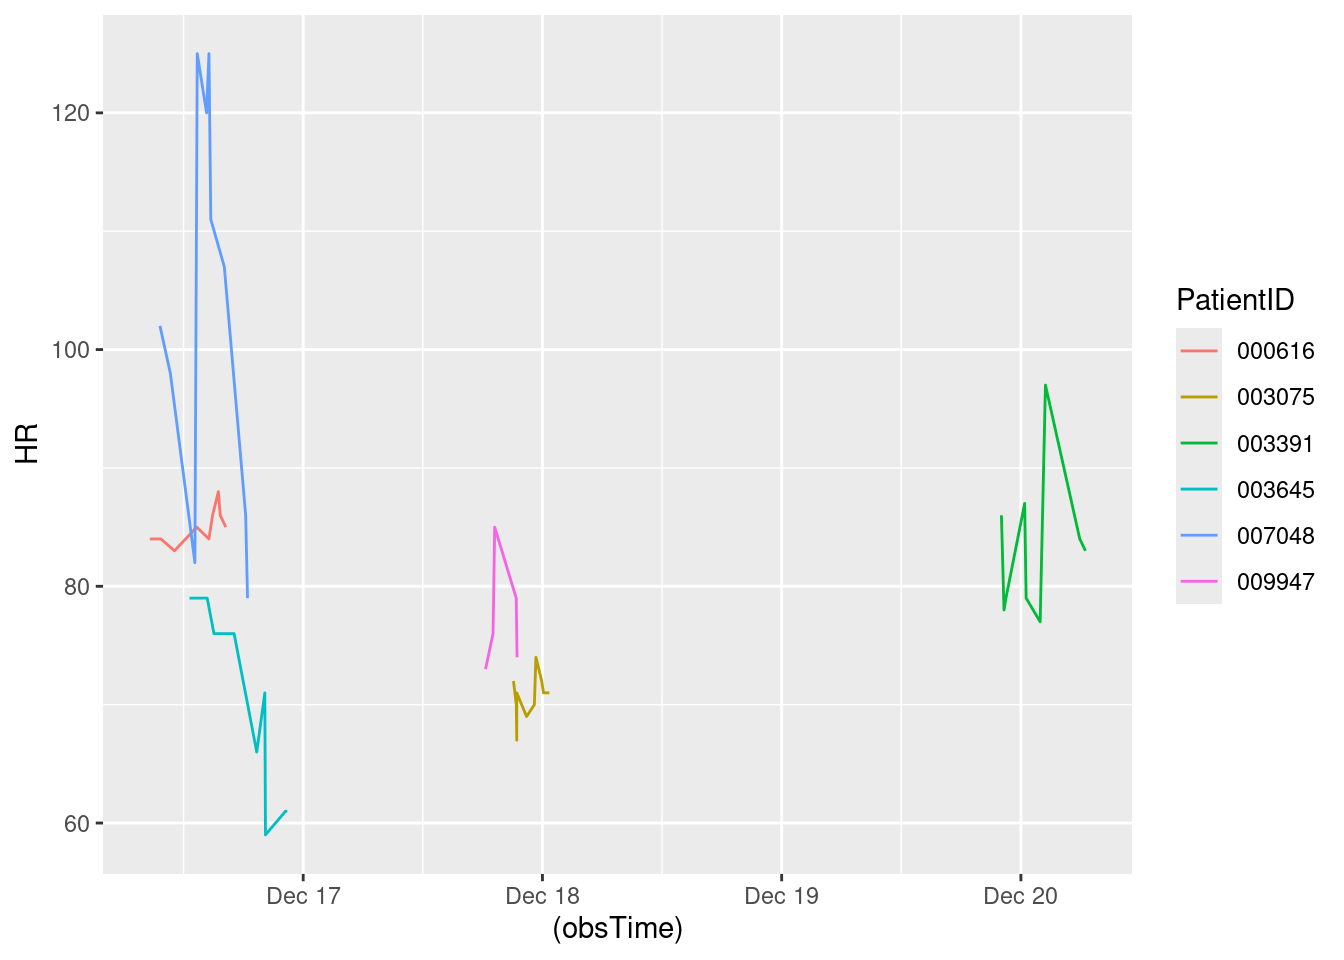 120
100
80
60
HR
Dec 17
Dec 18
Dec 19
Dec 20
(obsTime)
PatientID
000616
003075
003391
003645
007048
009947